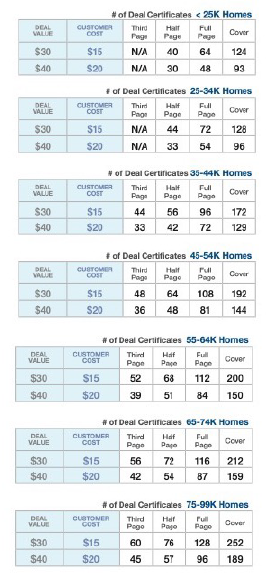 # of Deal Certificates < 25K Homes
DEAL VALUE CUSTOMER COST Third Page Half Page Full Page Cover
$30 $15 N/A 40 64 124
$40 $20 N/A 30 48 93
# of Deal Certificates 25-34K Homes
DEAL VALUE CUSTOMER COST Third Page Half Page Full Page Cover
$30 $15 N/A 44 72 128
$40 $20 N/A 33 54 96
# of Deal Certificates 35-44K Homes
DEAL VALUE CUSTOMER COST Third Page Half Page Full Page Cover
$30 $15 44 56 96 172
$40 $20 33 42 72 129
# of Deal Certificates 45-54K Homes
DEAL VALUE CUSTOMER COST Third Page Half Page Full Page Cover
$30 $15 48 64 108 192
$40 $20 36 48 81 144
# of Deal Certificates 55-64K Homes
DEAL VALUE CUSTOMER COST Third Page Half Page Full Page Cover
$30 $15 52 68 112 200
$40 $20 39 51 84 150
# of Deal Certificates 65-74K Homes
DEAL VALUE CUSTOMER COST Third Page Half Page Full Page Cover
$30 $15 56 72 116 212
$40 $20 42 54 87 159
# of Deal Certificates 75-99K Homes
DEAL VALUE CUSTOMER COST Third Page Half Page Full Page Cover
$30 $15 60 76 128 252
$40 $20 45 57 96 189